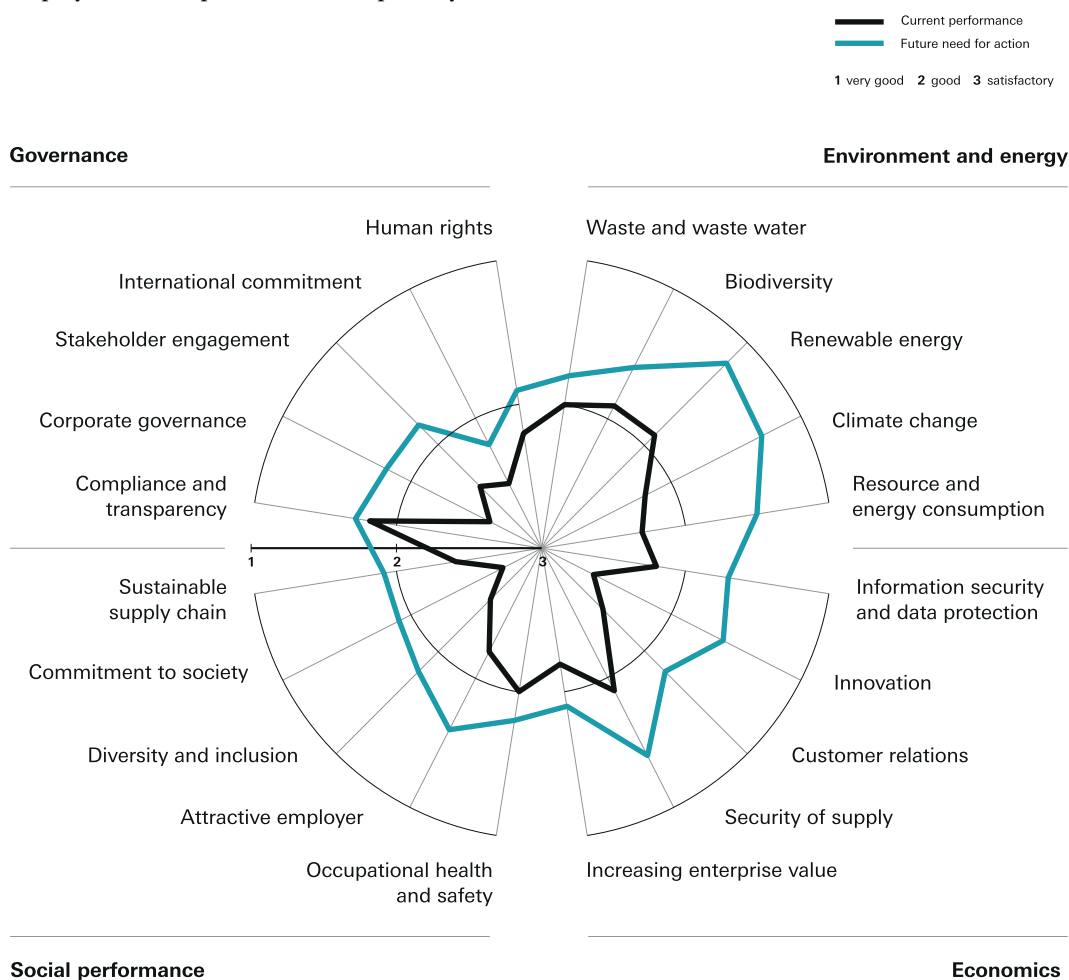 Current performance
Future need for action
1 very good 2 good 3 satisfactory
Governance
Environment and energy
Human rights
Waste and waste water
International commitment
Biodiversity
Stakeholder engagement
Renewable energy
Corporate governance
Climate change
Compliance and
transparency
Resource and
energy consumption
1
2
3
Sustainable
supply chain
Information security
and data protection
Commitment to society
Innovation
Diversity and inclusion
Customer relations
Attractive employer
Security of supply
Occupational health
and safety
Increasing enterprise value
Social performance
Economics